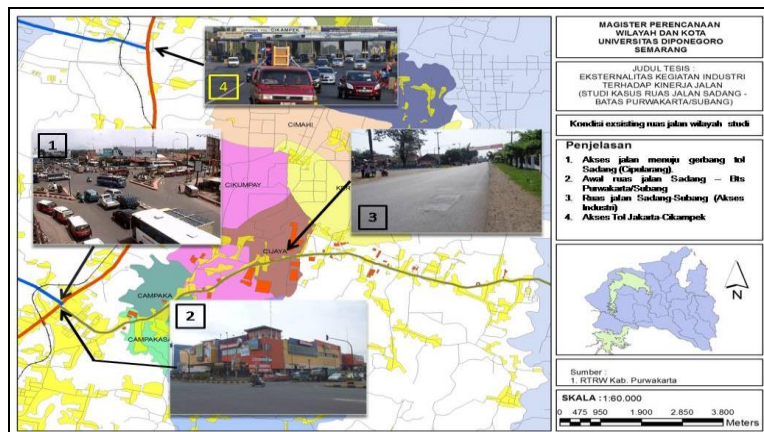 MAGISTER PERENCANAAN
WILAYAH DAN KOTA
UNIVERSITAS DIPONEGORO
SEMARANG
JUDUL TESIS :
EKSTERNALITAS KEGIATAN INDUSTRI
TERHADAP KINERJA JALAN
(STUDI KASUS RUAS JALAN SADANG -
BATAS PURWAKARTA/SUBANG)
Kondisi exsisting ruas jalan wilayah studi
Penjelasan
1. Akses jalan menuju gerbang tol
Sadang (Cipularang).
2. Awal ruas jalan Sadang – Bts
Purwakarta/Subang
3. Ruas jalan Sadang-Subang (Akses
Industri)
4. Akses Tol Jakarta-Cikampek
N
Sumber :
1. RTRW Kab. Purwakarta
SKALA : 1:60.000
0 475 950 1.900 2.850 3.800
Meters
CIKAMPEK
4
CIMAHI
1
CIKUMPAY
3
CIJAYA
CAMPAKA
2
CAMPAKASA